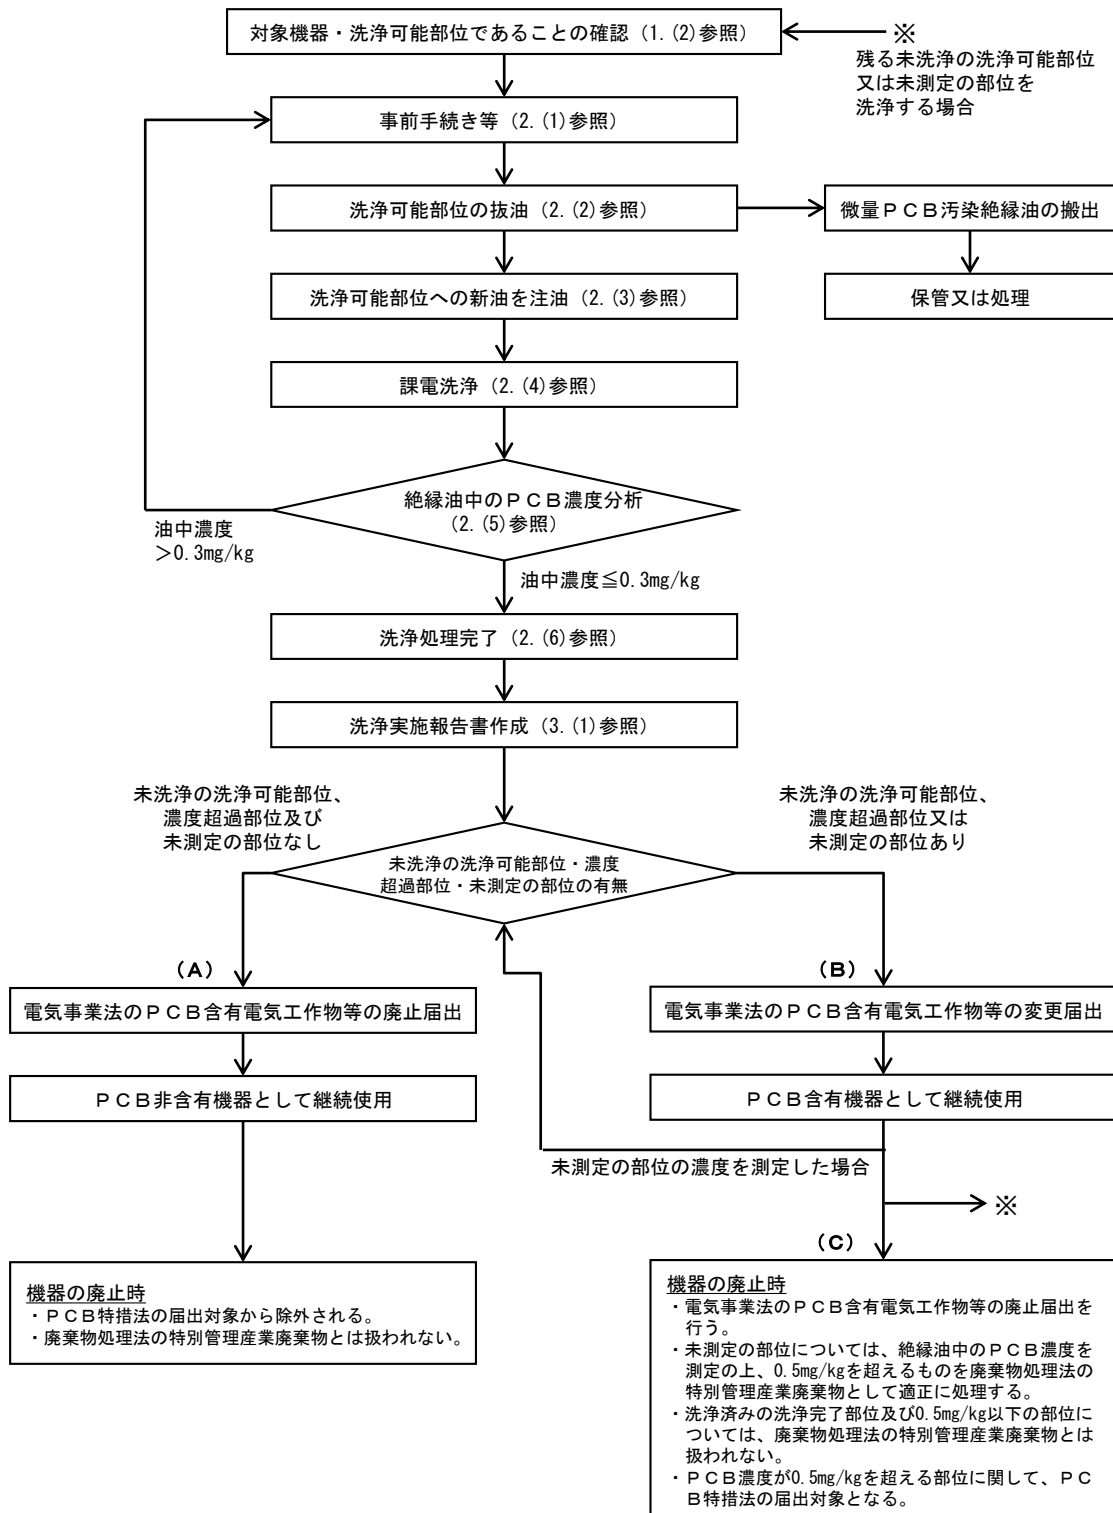 対象機器・洗浄可能部位であることの確認（1.(2)参照）
※
残る未洗浄の洗浄可能部位
又は未測定の部位を
洗浄する場合
事前手続き等（2.(1)参照）
洗浄可能部位の抜油（2.(2)参照）
微量ＰＣＢ汚染絶縁油の搬出
洗浄可能部位への新油を注油（2.(3)参照）
保管又は処理
課電洗浄（2.(4)参照）
絶縁油中のＰＣＢ濃度分析
（2.(5)参照）
油中濃度
＞0.3mg/kg
油中濃度≦0.3mg/kg
洗浄処理完了（2.(6)参照）
洗浄実施報告書作成（3.(1)参照）
未洗浄の洗浄可能部位、
濃度超過部位及び
未測定の部位なし
未洗浄の洗浄可能部位、
濃度超過部位又は
未測定の部位あり
未洗浄の洗浄可能部位・濃度
超過部位・未測定の部位の有無
（A）
（B）
電気事業法のＰＣＢ含有電気工作物等の廃止届出
電気事業法のＰＣＢ含有電気工作物等の変更届出
ＰＣＢ非含有機器として継続使用
ＰＣＢ含有機器として継続使用
未測定の部位の濃度を測定した場合
※
（C）
機器の廃止時
・ＰＣＢ特措法の届出対象から除外される。
・廃棄物処理法の特別管理産業廃棄物とは扱われない。
機器の廃止時
・電気事業法のＰＣＢ含有電気工作物等の廃止届出を
行う。
・未測定の部位については、絶縁油中のＰＣＢ濃度を
測定の上、0.5mg/kgを超えるものを廃棄物処理法の
特別管理産業廃棄物として適正に処理する。
・洗浄済みの洗浄完了部位及び0.5mg/kg以下の部位に
ついては、廃棄物処理法の特別管理産業廃棄物とは
扱われない。
・ＰＣＢ濃度が0.5mg/kgを超える部位に関して、ＰＣ
Ｂ特措法の届出対象となる。